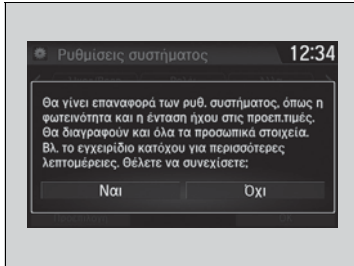 Ρυθμίσεις συστήματος 12:34
Θα γίνει επαναφορά των ρυθ. συστήματος, όπως η
φωτεινότητα και η ένταση ήχου στις προεπ.τιμές.
Θα διαγραφούν και όλα τα προσωπικά στοιχεία.
Βλ. το εγχειρίδιο κατόχου για περισσότερες
λεπτομέρειες. Θέλετε να συνεχίσετε;
Ναι Όχι
OK